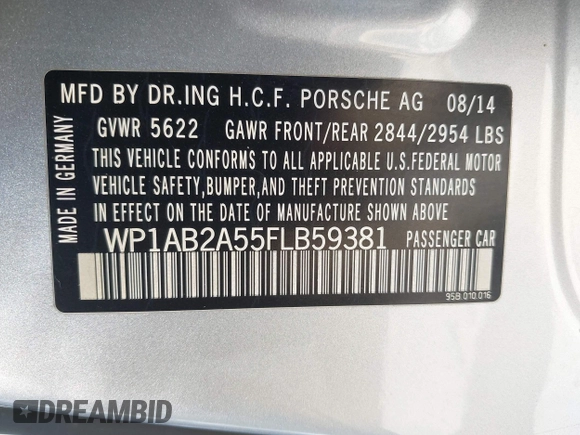 MFD BY DR.ING H.C.F. PORSCHE AG 08/14
GVWR 5622 GAWR FRONT/REAR 2844/2954 LBS
THIS VEHICLE CONFORMS TO ALL APPLICABLE U.S.FEDERAL MOTOR
VEHICLE SAFETY,BUMPER,AND THEFT PREVENTION STANDARDS
IN EFFECT ON THE DATE OF MANUFACTURE SHOWN ABOVE
WP1AB2A55FLB59381 PASSENGER CAR
MADE IN GERMANY
95B.010.016
DREAMBID